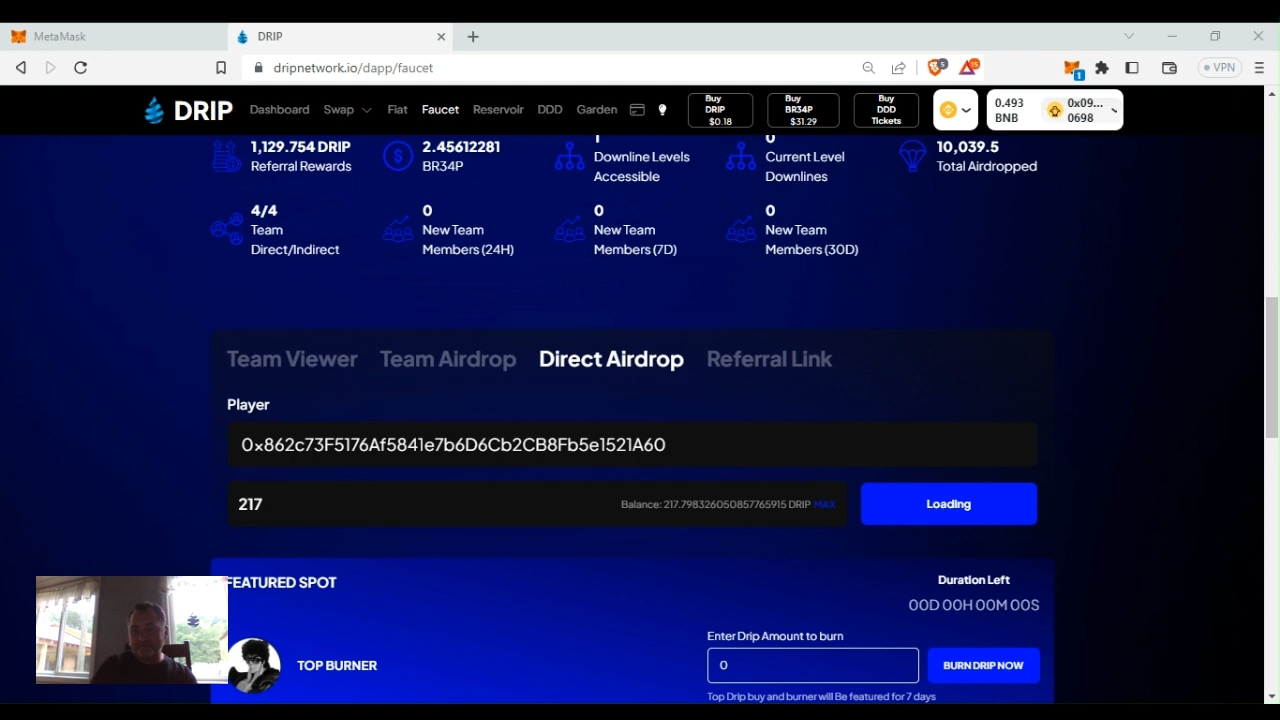 MetaMask
DRIP
dripnetwork.io/dapp/faucet
5
15
1
VPN
DRIP
Dashboard
Swap
Fiat
Faucet
Reservoir
DDD
Garden
Buy
DRIP
$0.18
Buy
BR34P
$31.29
Buy
DDD
Tickets
0.493
BNB
0x09...
0698
1,129.754 DRIP
Referral Rewards
2.45612281
BR34P
1
Downline Levels
Accessible
0
Current Level
Downlines
10,039.5
Total Airdropped
4/4
Team
Direct/Indirect
0
New Team
Members (24H)
0
New Team
Members (7D)
0
New Team
Members (30D)
Team Viewer
Team Airdrop
Direct Airdrop
Referral Link
Player
0x862c73F5176Af5841e7b6D6Cb2CB8Fb5e1521A60
217
Balance: 217.798326050857765915 DRIP MAX
Loading
FEATURED SPOT
Duration Left
00D 00H 00M 00S
TOP BURNER
Enter Drip Amount to burn
0
BURN DRIP NOW
Top Drip buy and burner will Be featured for 7 days